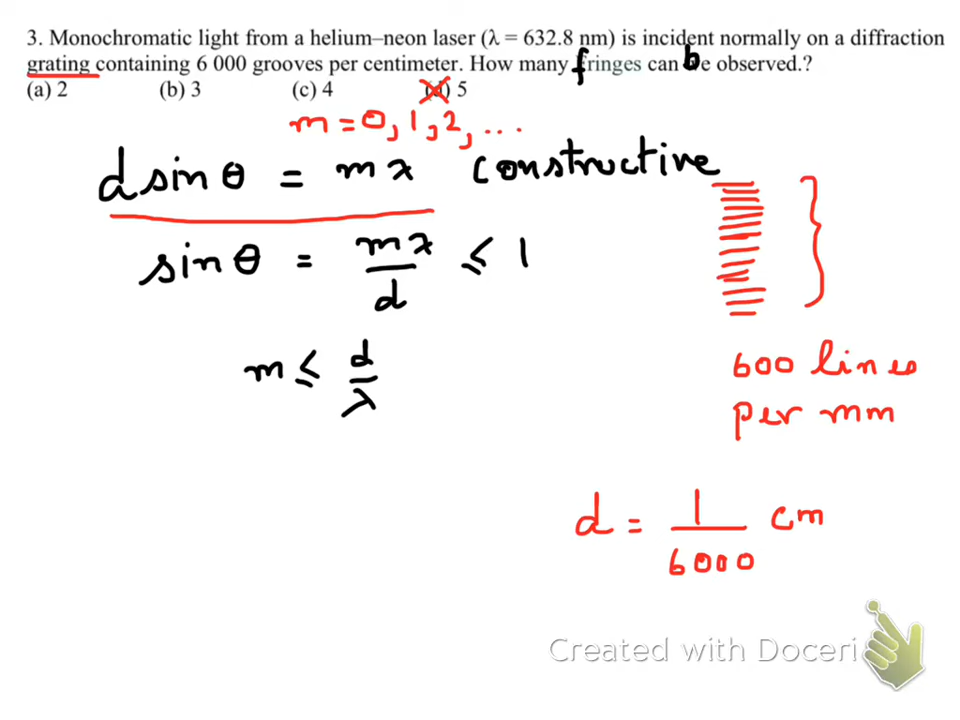 3. Monochromatic light from a helium–neon laser (λ = 632.8 nm) is incident normally on a diffraction
grating containing 6 000 grooves per centimeter. How many fringes can be observed.?
(a) 2 (b) 3 (c) 4 (d) 5
m = 0, 1, 2, ...
d sin θ = mλ constructive
sin θ = mλ/d ≤ 1
m ≤ d/λ
600 lines
per mm
d = 1/6000 cm
Created with Doceri